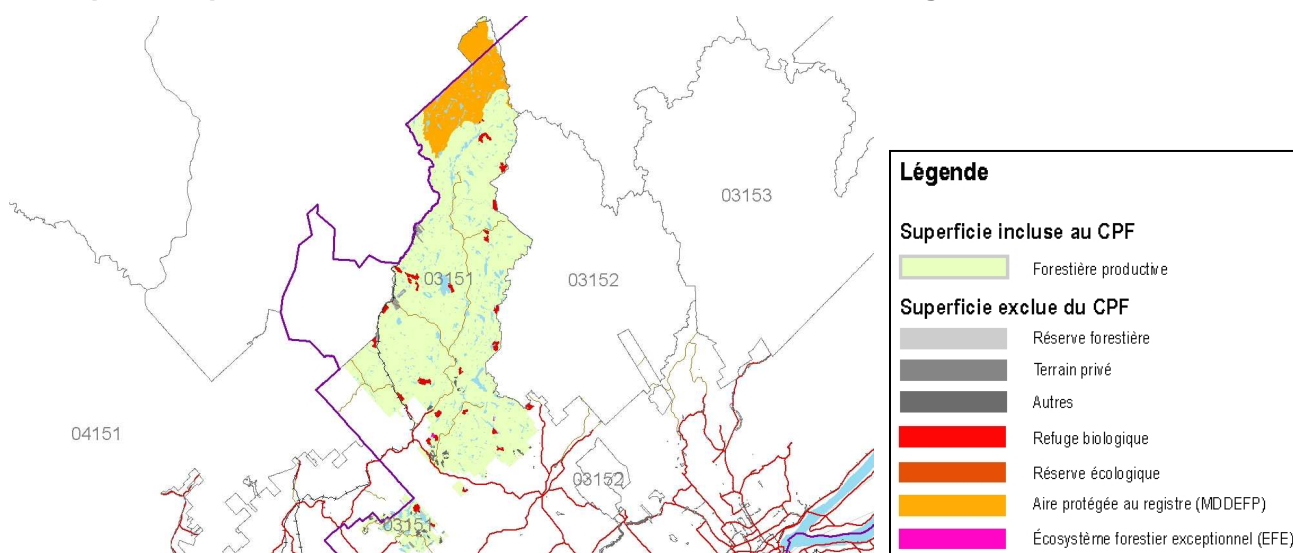 03153
03151
03152
04151
03152
03151
Légende
Superficie incluse au CPF
Forestière productive
Superficie exclue du CPF
Réserve forestière
Terrain privé
Autres
Refuge biologique
Réserve écologique
Aire protégée au registre (MDDEFP)
Écosystème forestier exceptionnel (EFE)